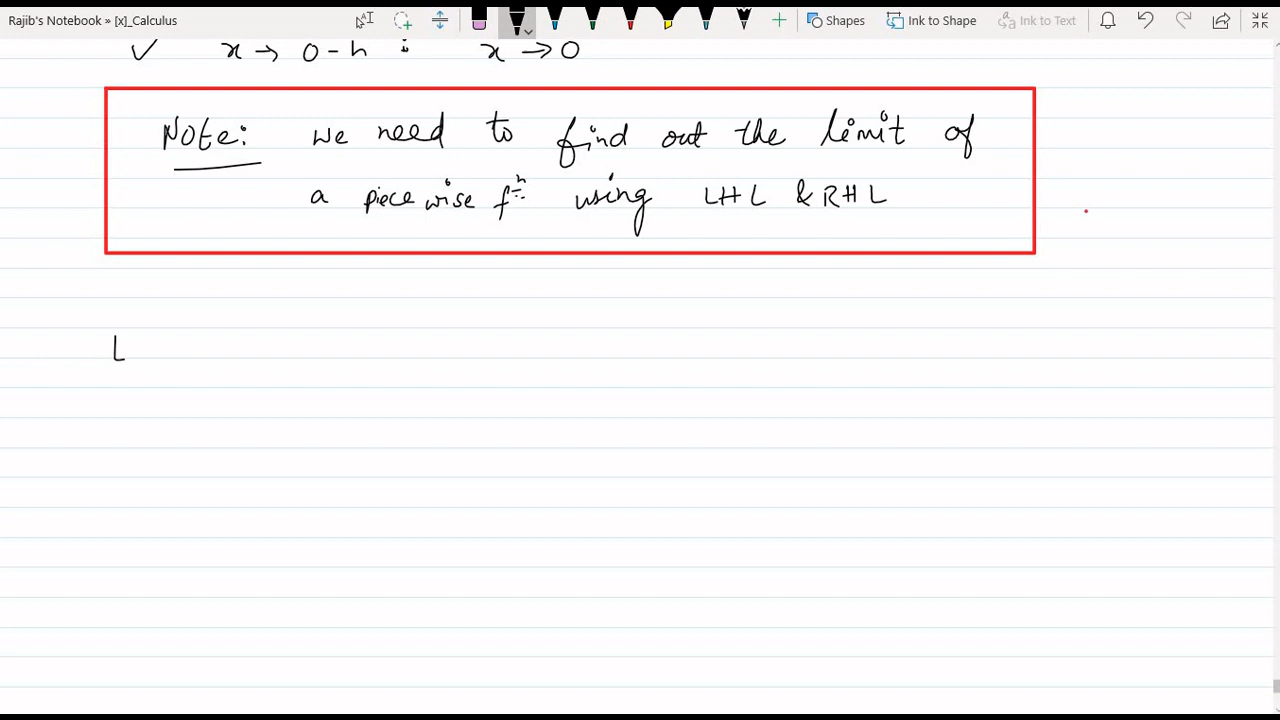 Rajib's Notebook » [x]_Calculus
Shapes
Ink to Shape
Ink to Text
✓ x → 0 - h : x → 0
Note: we need to find out the limit of
a piecewise fⁿ using LHL & RHL
L